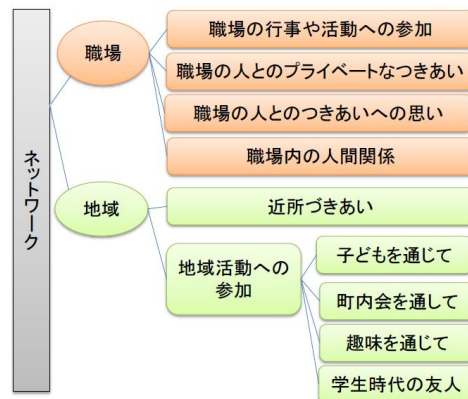 ネットワーク
職場
職場の行事や活動への参加
職場の人とのプライベートなつきあい
職場の人とのつきあいへの思い
職場内の人間関係
地域
近所づきあい
地域活動への
参加
子どもを通じて
町内会を通して
趣味を通じて
学生時代の友人